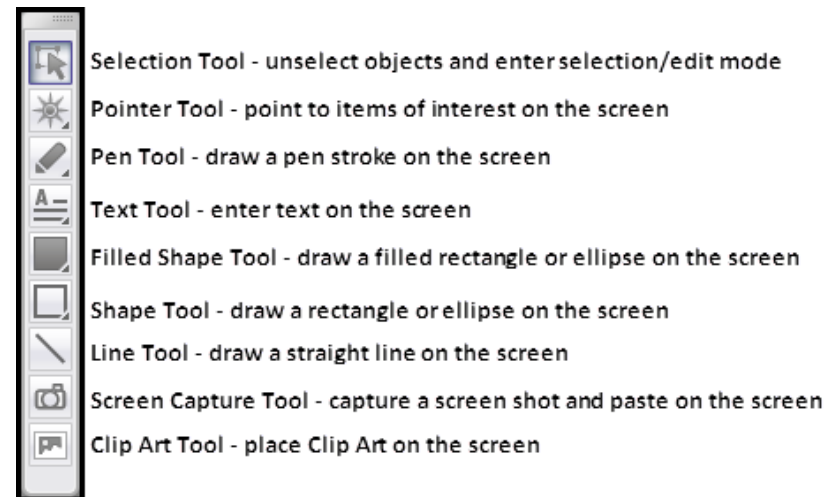 Selection Tool - unselect objects and enter selection/edit mode
Pointer Tool - point to items of interest on the screen
Pen Tool - draw a pen stroke on the screen
A
Text Tool - enter text on the screen
Filled Shape Tool - draw a filled rectangle or ellipse on the screen
Shape Tool - draw a rectangle or ellipse on the screen
Line Tool - draw a straight line on the screen
Screen Capture Tool - capture a screen shot and paste on the screen
Clip Art Tool - place Clip Art on the screen